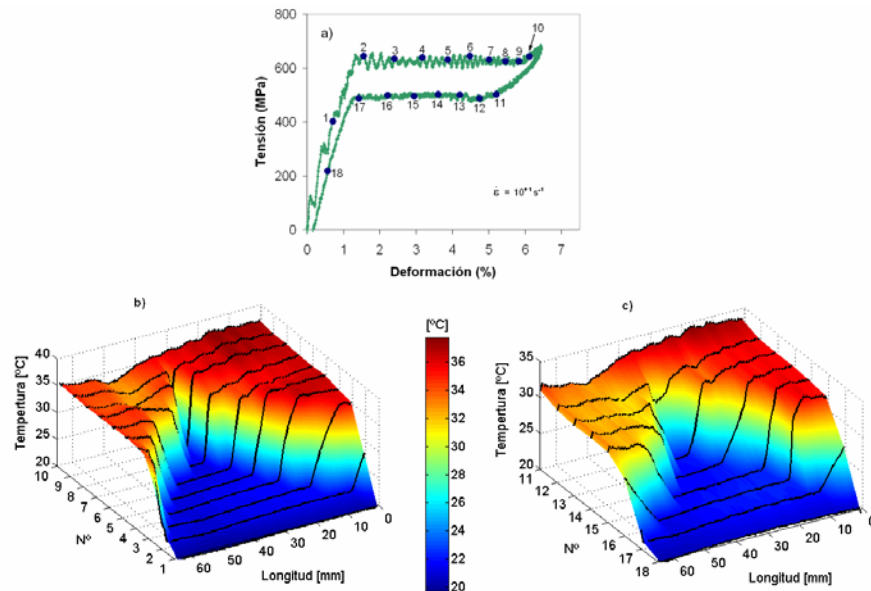 a)
Tensión (MPa)
800
600
400
200
0
0 1 2 3 4 5 6 7
Deformación (%)
1
2 3 4 5 6 7 8 9 10
17 16 15 14 13 12 11
18
ε̇ = 10⁻¹ s⁻¹
b)
Tempertura [ºC]
40
35
30
25
20
10 9 8 7 6 5 4 3 2 1
Nº
60 50 40 30 20 10 0
Longitud [mm]
[ºC]
36
34
32
30
28
26
24
22
20
c)
Tempertura [ºC]
35
30
25
20
11 12 13 14 15 16 17 18
Nº
60 50 40 30 20 10 0
Longitud [mm]